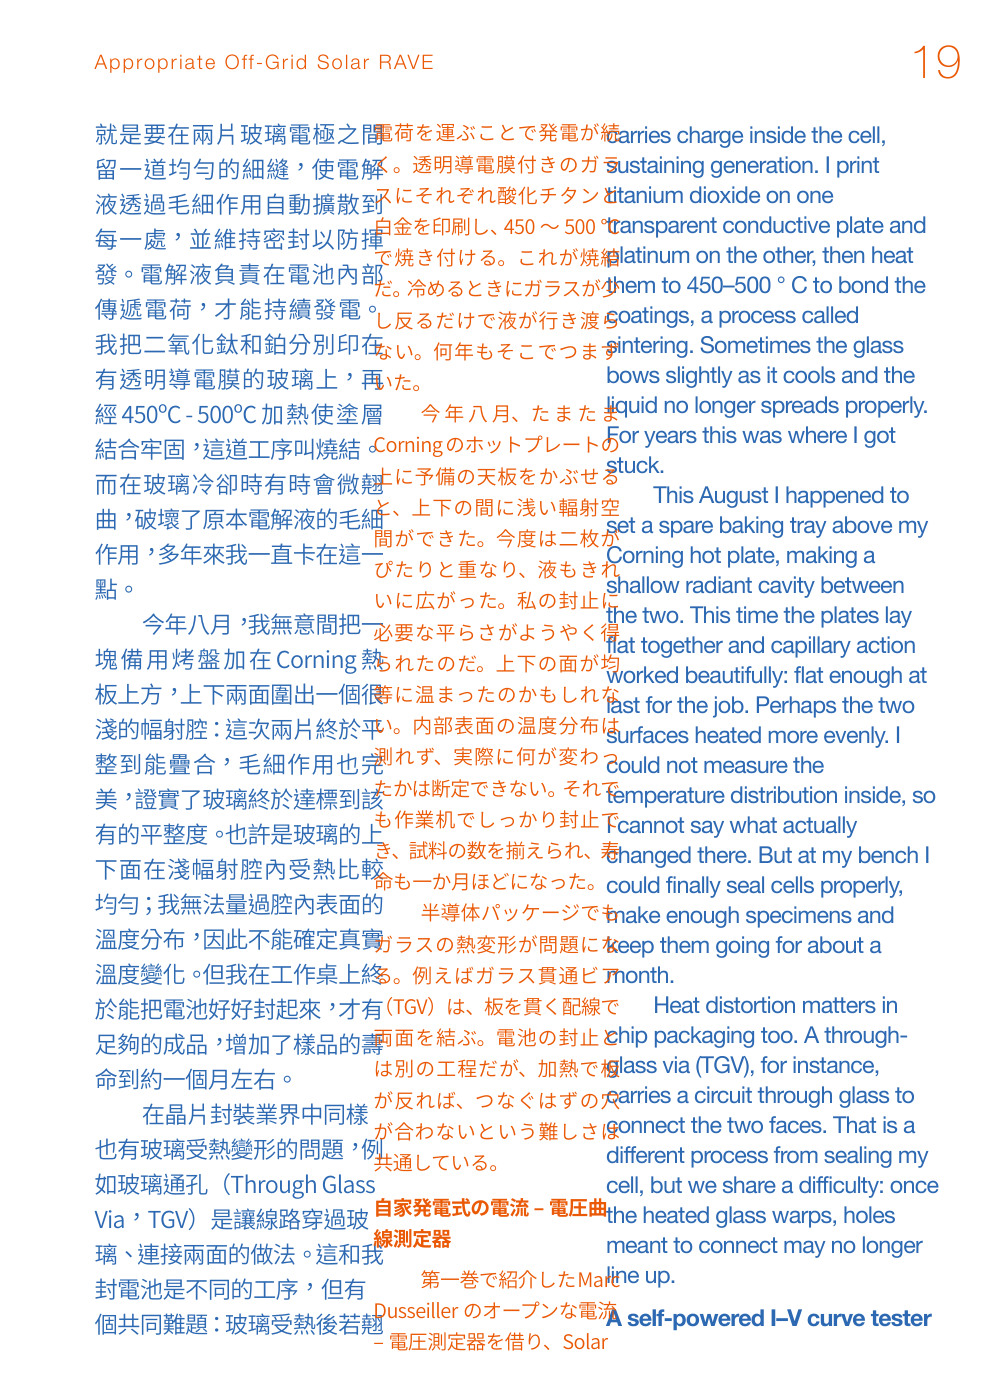 Appropriate Off-Grid Solar RAVE
19
就是要在兩片玻璃電極之間
留一道均勻的細縫，使電解
液透過毛細作用自動擴散到
每一處，並維持密封以防揮
發。電解液負責在電池內部
傳遞電荷，才能持續發電。
我把二氧化鈦和鉑分別印在
有透明導電膜的玻璃上，再
經 450ºC - 500ºC 加熱使塗層
結合牢固，這道工序叫燒結。
而在玻璃冷卻時有時會微翹
曲，破壞了原本電解液的毛細
作用，多年來我一直卡在這一
點。
今年八月，我無意間把一
塊備用烤盤加在 Corning 熱
板上方，上下兩面圍出一個很
淺的輻射腔：這次兩片終於平
整到能疊合，毛細作用也完
美，證實了玻璃終於達標到該
有的平整度。也許是玻璃的上
下面在淺輻射腔內受熱比較
均勻；我無法量過腔內表面的
溫度分布，因此不能確定真實
溫度變化。但我在工作桌上終
於能把電池好好封起來，才有
足夠的成品，增加了樣品的壽
命到約一個月左右。
在晶片封裝業界中同樣
也有玻璃受熱變形的問題，例
如玻璃通孔（Through Glass
Via，TGV）是讓線路穿過玻
璃、連接兩面的做法。這和我
封電池是不同的工序，但有
個共同難題：玻璃受熱後若翹
電荷を運ぶことで発電が続
く。透明導電膜付きのガラ
スにそれぞれ酸化チタンと
白金を印刷し、450 〜 500 ℃
で焼き付ける。これが焼結
だ。冷めるときにガラスが少
し反るだけで液が行き渡ら
ない。何年もそこでつまず
いた。
今年八月、たまたま
Corning のホットプレートの
上に予備の天板をかぶせる
と、上下の間に浅い輻射空
間ができた。今度は二枚が
ぴたりと重なり、液もきれ
いに広がった。私の封止に
必要な平らさがようやく得
られたのだ。上下の面が均
等に温まったのかもしれな
い。内部表面の温度分布は
測れず、実際に何が変わっ
たかは断定できない。それで
も作業机でしっかり封止で
き、試料の数を揃えられ、寿
命も一か月ほどになった。
半導体パッケージでも
ガラスの熱変形が問題にな
る。例えばガラス貫通ビア
（TGV）は、板を貫く配線で
両面を結ぶ。電池の封止と
は別の工程だが、加熱で板
が反れば、つなぐはずの穴
が合わないという難しさは
共通している。
自家発電式の電流 – 電圧曲
線測定器
第一巻で紹介した Marc
Dusseiller のオープンな電流
– 電圧測定器を借り、Solar
carries charge inside the cell,
sustaining generation. I print
titanium dioxide on one
transparent conductive plate and
platinum on the other, then heat
them to 450–500 ° C to bond the
coatings, a process called
sintering. Sometimes the glass
bows slightly as it cools and the
liquid no longer spreads properly.
For years this was where I got
stuck.
This August I happened to
set a spare baking tray above my
Corning hot plate, making a
shallow radiant cavity between
the two. This time the plates lay
flat together and capillary action
worked beautifully: flat enough at
last for the job. Perhaps the two
surfaces heated more evenly. I
could not measure the
temperature distribution inside, so
I cannot say what actually
changed there. But at my bench I
could finally seal cells properly,
make enough specimens and
keep them going for about a
month.
Heat distortion matters in
chip packaging too. A through-
glass via (TGV), for instance,
carries a circuit through glass to
connect the two faces. That is a
different process from sealing my
cell, but we share a difficulty: once
the heated glass warps, holes
meant to connect may no longer
line up.
A self-powered I–V curve tester